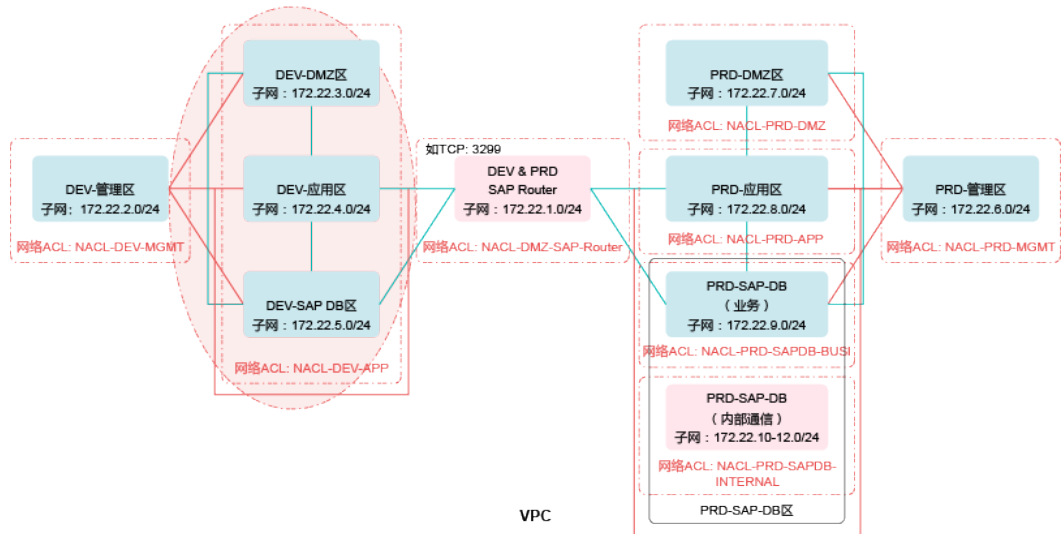 DEV-DMZ区
子网：172.22.3.0/24
DEV-管理区
子网：172.22.2.0/24
网络ACL: NACL-DEV-MGMT
DEV-应用区
子网：172.22.4.0/24
DEV-SAP DB区
子网：172.22.5.0/24
网络ACL: NACL-DEV-APP
如TCP: 3299
DEV & PRD
SAP Router
子网：172.22.1.0/24
网络ACL: NACL-DMZ-SAP-Router
PRD-DMZ区
子网：172.22.7.0/24
网络ACL: NACL-PRD-DMZ
PRD-应用区
子网：172.22.8.0/24
网络ACL: NACL-PRD-APP
PRD-管理区
子网：172.22.6.0/24
网络ACL: NACL-PRD-MGMT
PRD-SAP-DB
（业务）
子网：172.22.9.0/24
网络ACL: NACL-PRD-SAPDB-BUSI
PRD-SAP-DB
（内部通信）
子网：172.22.10-12.0/24
网络ACL: NACL-PRD-SAPDB-
INTERNAL
PRD-SAP-DB区
VPC